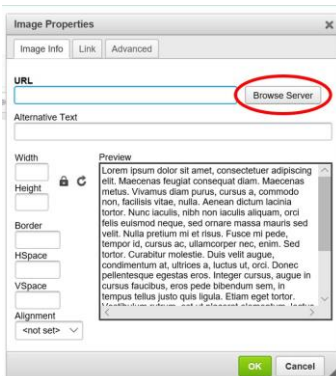 Image Properties
Image Info Link Advanced
URL
Browse Server
Alternative Text
Width
Preview
Lorem ipsum dolor sit amet, consectetuer adipiscing
elit. Maecenas feugiat consequat diam. Maecenas
metus. Vivamus diam purus, cursus a, commodo
non, facilisis vitae, nulla. Aenean dictum lacinia
tortor. Nunc iaculis, nibh non iaculis aliquam, orci
felis euismod neque, sed ornare massa mauris sed
velit. Nulla pretium mi et risus. Fusce mi pede,
tempor id, cursus ac, ullamcorper nec, enim. Sed
tortor. Curabitur molestie. Duis velit augue,
condimentum at, ultrices a, luctus ut, orci. Donec
pellentesque egestas eros. Integer cursus, augue in
cursus faucibus, eros pede bibendum sem, in
tempus tellus justo quis ligula. Etiam eget tortor.
Height
Border
HSpace
VSpace
Alignment
<not set>
OK Cancel